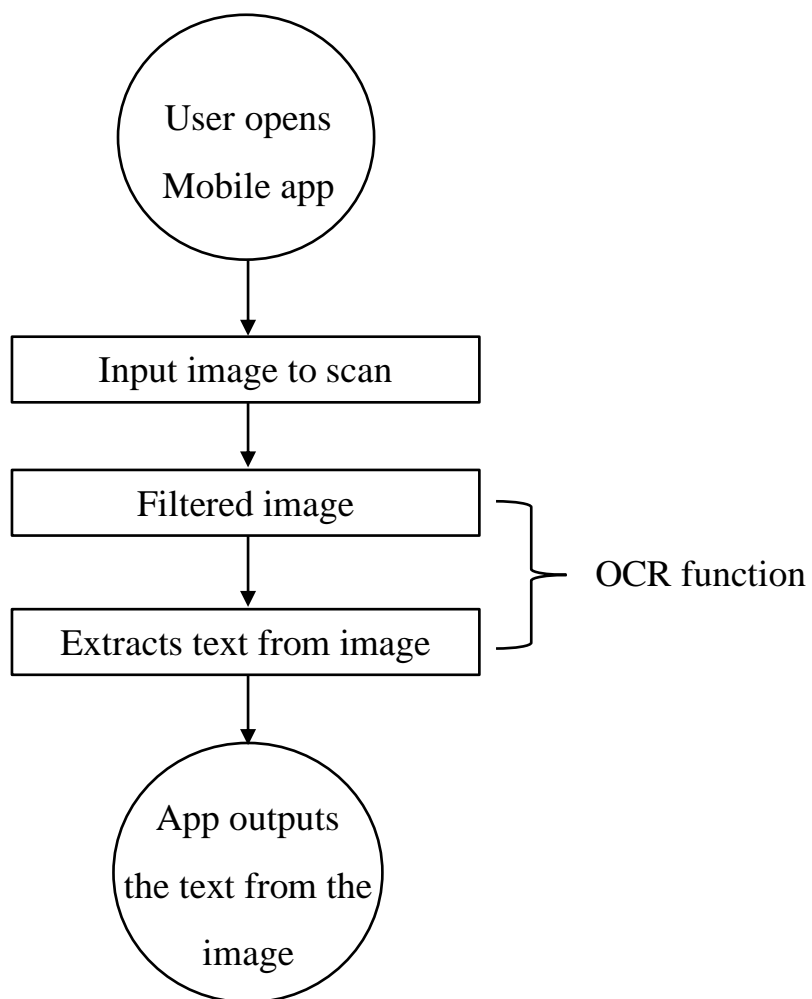 User opens
Mobile app
Input image to scan
Filtered image
OCR function
Extracts text from image
App outputs
the text from the
image